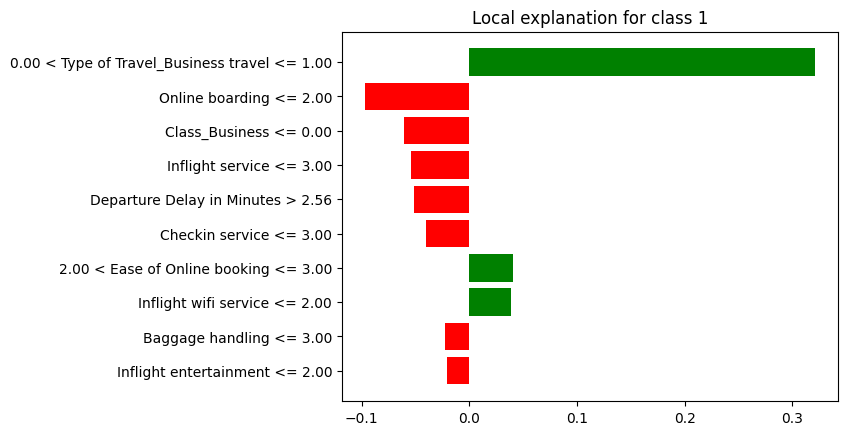 Local explanation for class 1
0.00 < Type of Travel_Business travel <= 1.00
Online boarding <= 2.00
Class_Business <= 0.00
Inflight service <= 3.00
Departure Delay in Minutes > 2.56
Checkin service <= 3.00
2.00 < Ease of Online booking <= 3.00
Inflight wifi service <= 2.00
Baggage handling <= 3.00
Inflight entertainment <= 2.00
−0.1 0.0 0.1 0.2 0.3